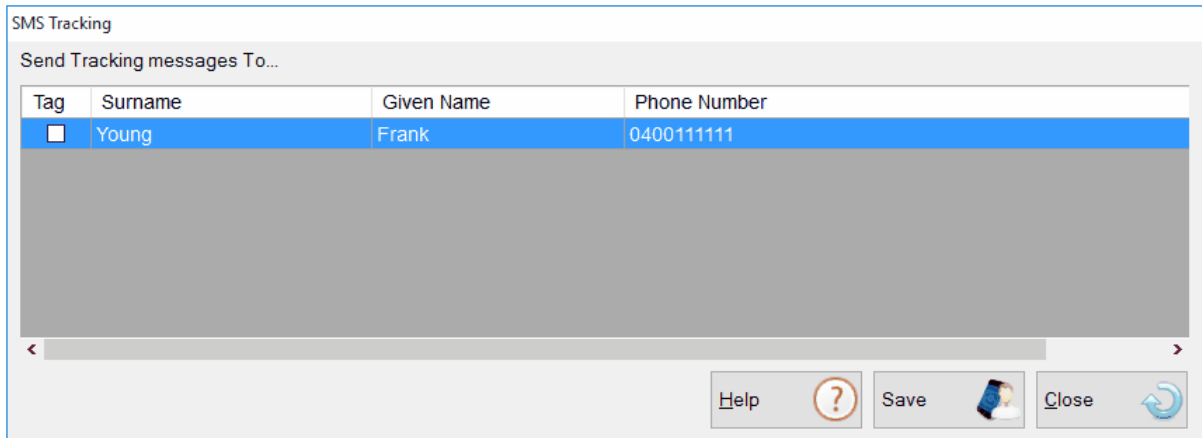 SMS Tracking
Send Tracking messages To...
Tag Surname Given Name Phone Number
Young Frank 0400111111
Help ? Save Close